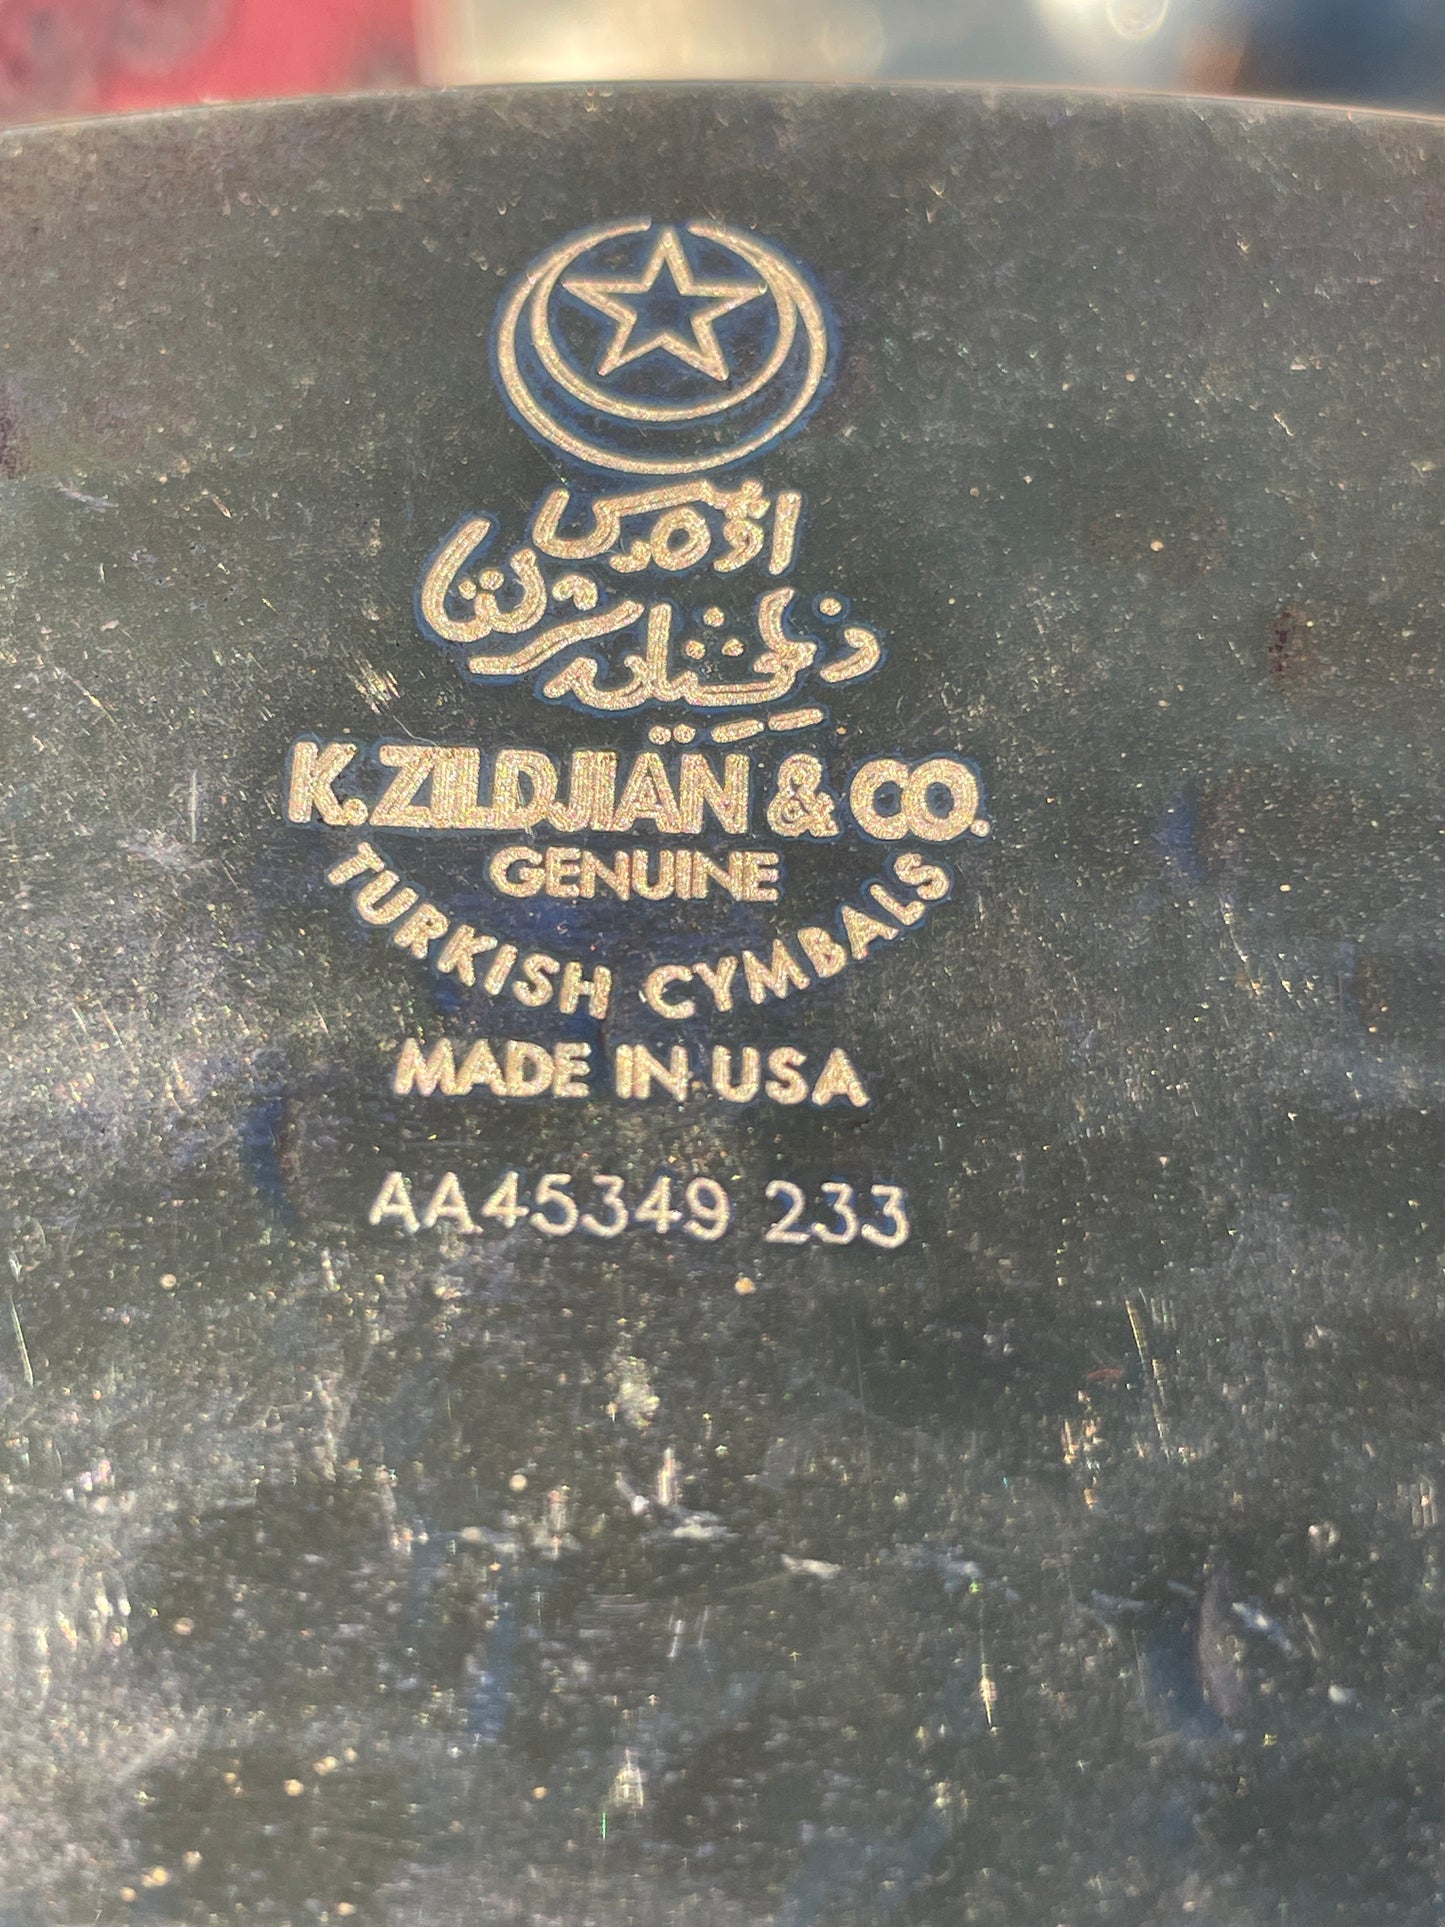 K. ZILDJIAN & CO.
GENUINE
TURKISH CYMBALS
MADE IN USA
AA45349 233